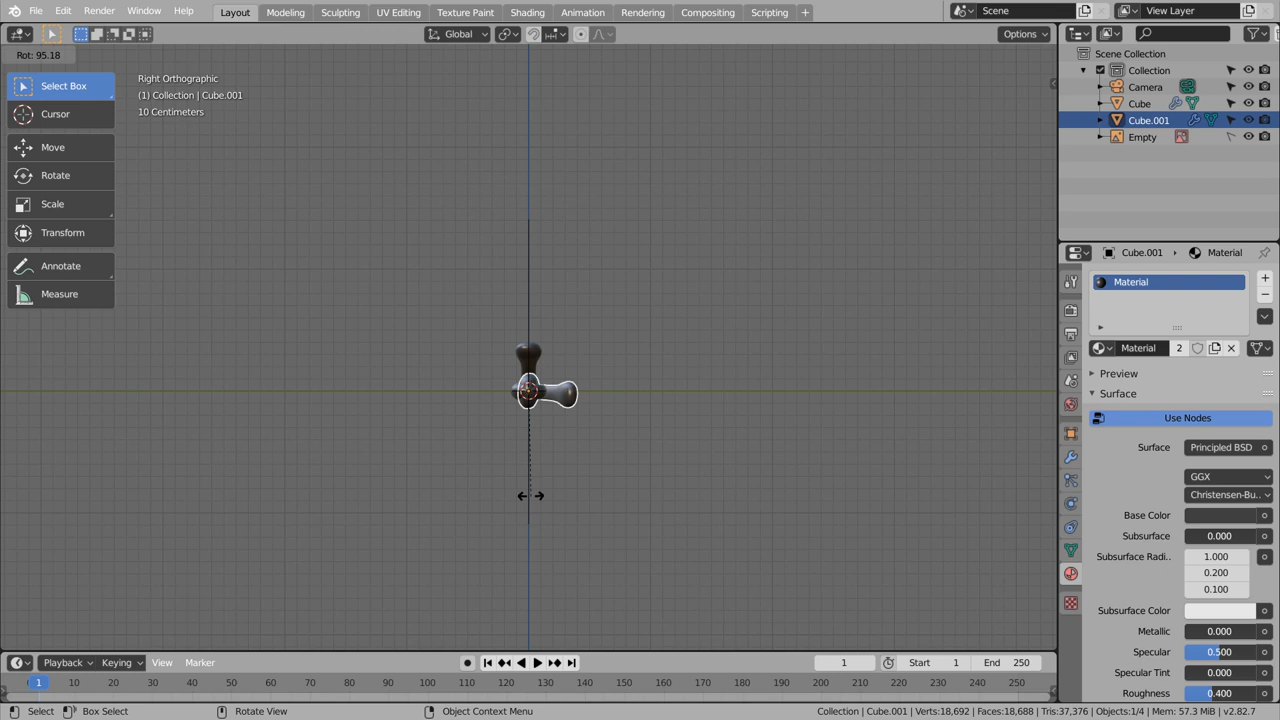 File Edit Render Window Help Layout Modeling Sculpting UV Editing Texture Paint Shading Animation Rendering Compositing Scripting + Scene View Layer
Global Options
Rot: 95.18
Select Box
Cursor
Move
Rotate
Scale
Transform
Annotate
Measure
Right Orthographic
(1) Collection | Cube.001
10 Centimeters
Scene Collection
Collection
Camera
Cube
Cube.001
Empty
Cube.001 Material
Material
Material 2
Preview
Surface
Use Nodes
Surface Principled BSD
GGX
Christensen-Bu..
Base Color
Subsurface 0.000
Subsurface Radi.. 1.000
0.200
0.100
Subsurface Color
Metallic 0.000
Specular 0.500
Specular Tint 0.000
Roughness 0.400
Playback Keying View Marker 1 Start 1 End 250
1 10 20 30 40 50 60 70 80 90 100 110 120 130 140 150 160 170 180 190 200 210 220 230 240 250
Select Box Select Rotate View Object Context Menu Collection | Cube.001 | Verts:18,692 | Faces:18,688 | Tris:37,376 | Objects:1/4 | Mem: 57.3 MiB | v2.82.7